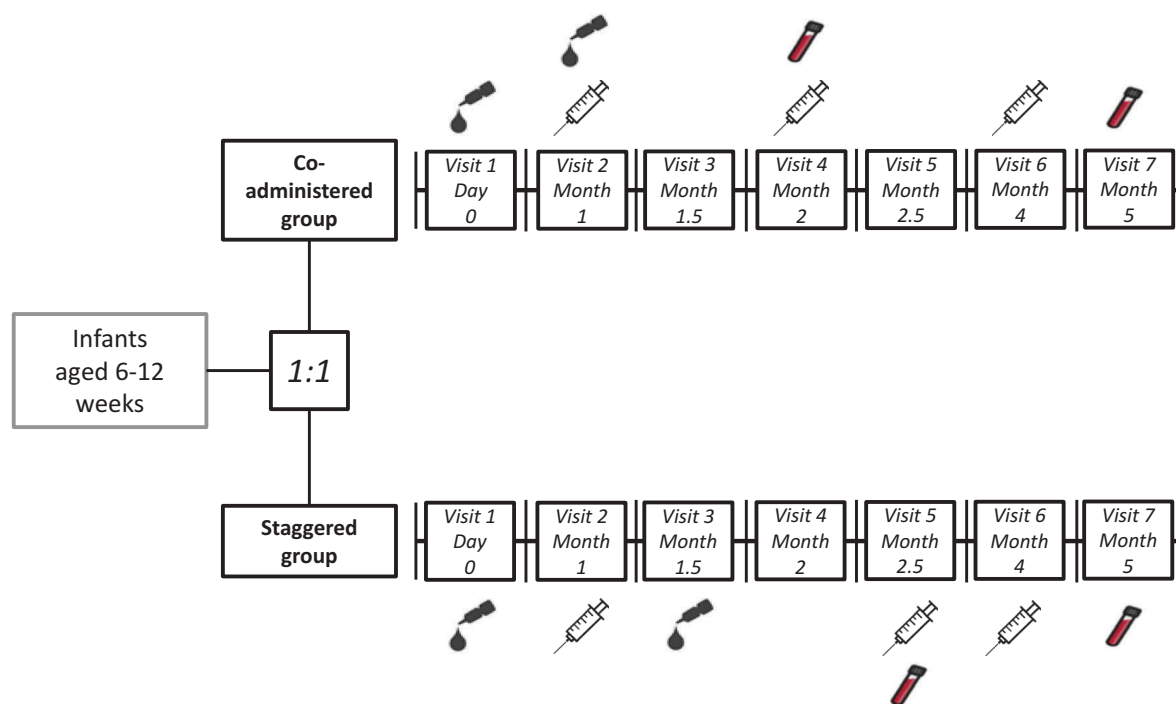 Co-
administered
group
Visit 1
Day
0
Visit 2
Month
1
Visit 3
Month
1.5
Visit 4
Month
2
Visit 5
Month
2.5
Visit 6
Month
4
Visit 7
Month
5
Infants
aged 6-12
weeks
1:1
Staggered
group
Visit 1
Day
0
Visit 2
Month
1
Visit 3
Month
1.5
Visit 4
Month
2
Visit 5
Month
2.5
Visit 6
Month
4
Visit 7
Month
5